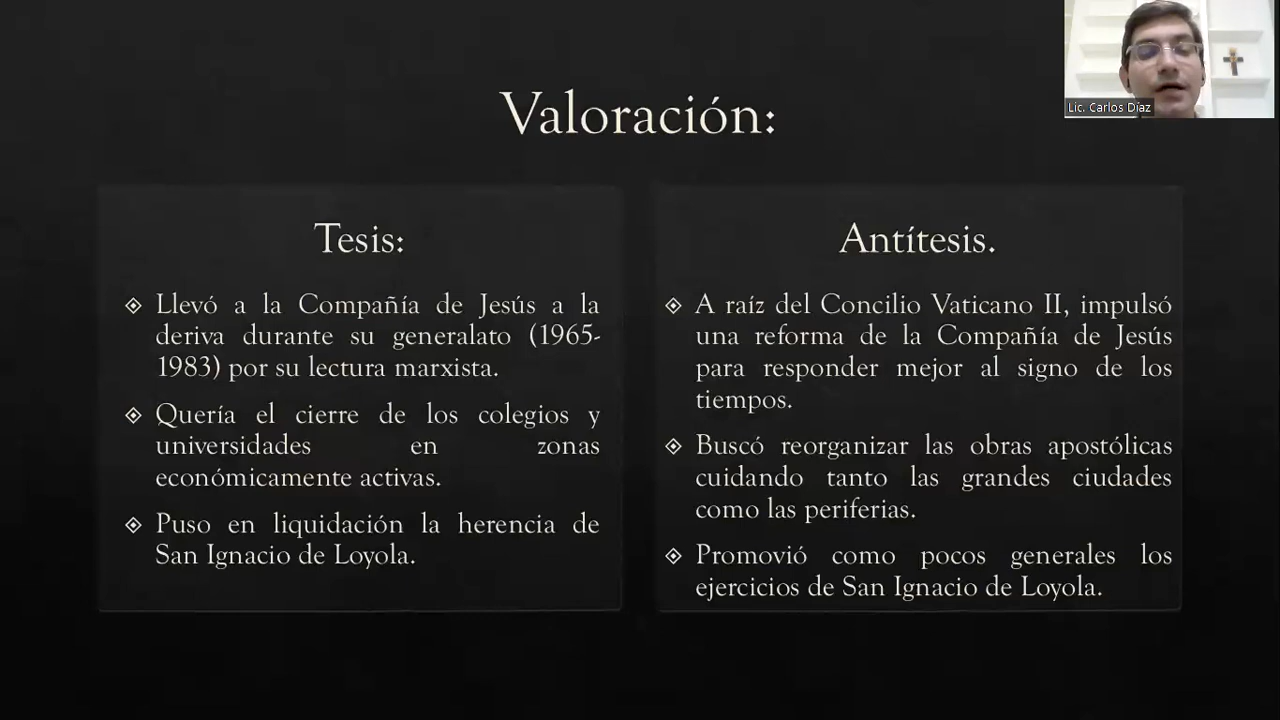 Lic. Carlos Díaz
Valoración:
Tesis:
Llevó a la Compañía de Jesús a la
deriva durante su generalato (1965-
1983) por su lectura marxista.
Quería el cierre de los colegios y
universidades en zonas
económicamente activas.
Puso en liquidación la herencia de
San Ignacio de Loyola.
Antítesis.
A raíz del Concilio Vaticano II, impulsó
una reforma de la Compañía de Jesús
para responder mejor al signo de los
tiempos.
Buscó reorganizar las obras apostólicas
cuidando tanto las grandes ciudades
como las periferias.
Promovió como pocos generales los
ejercicios de San Ignacio de Loyola.